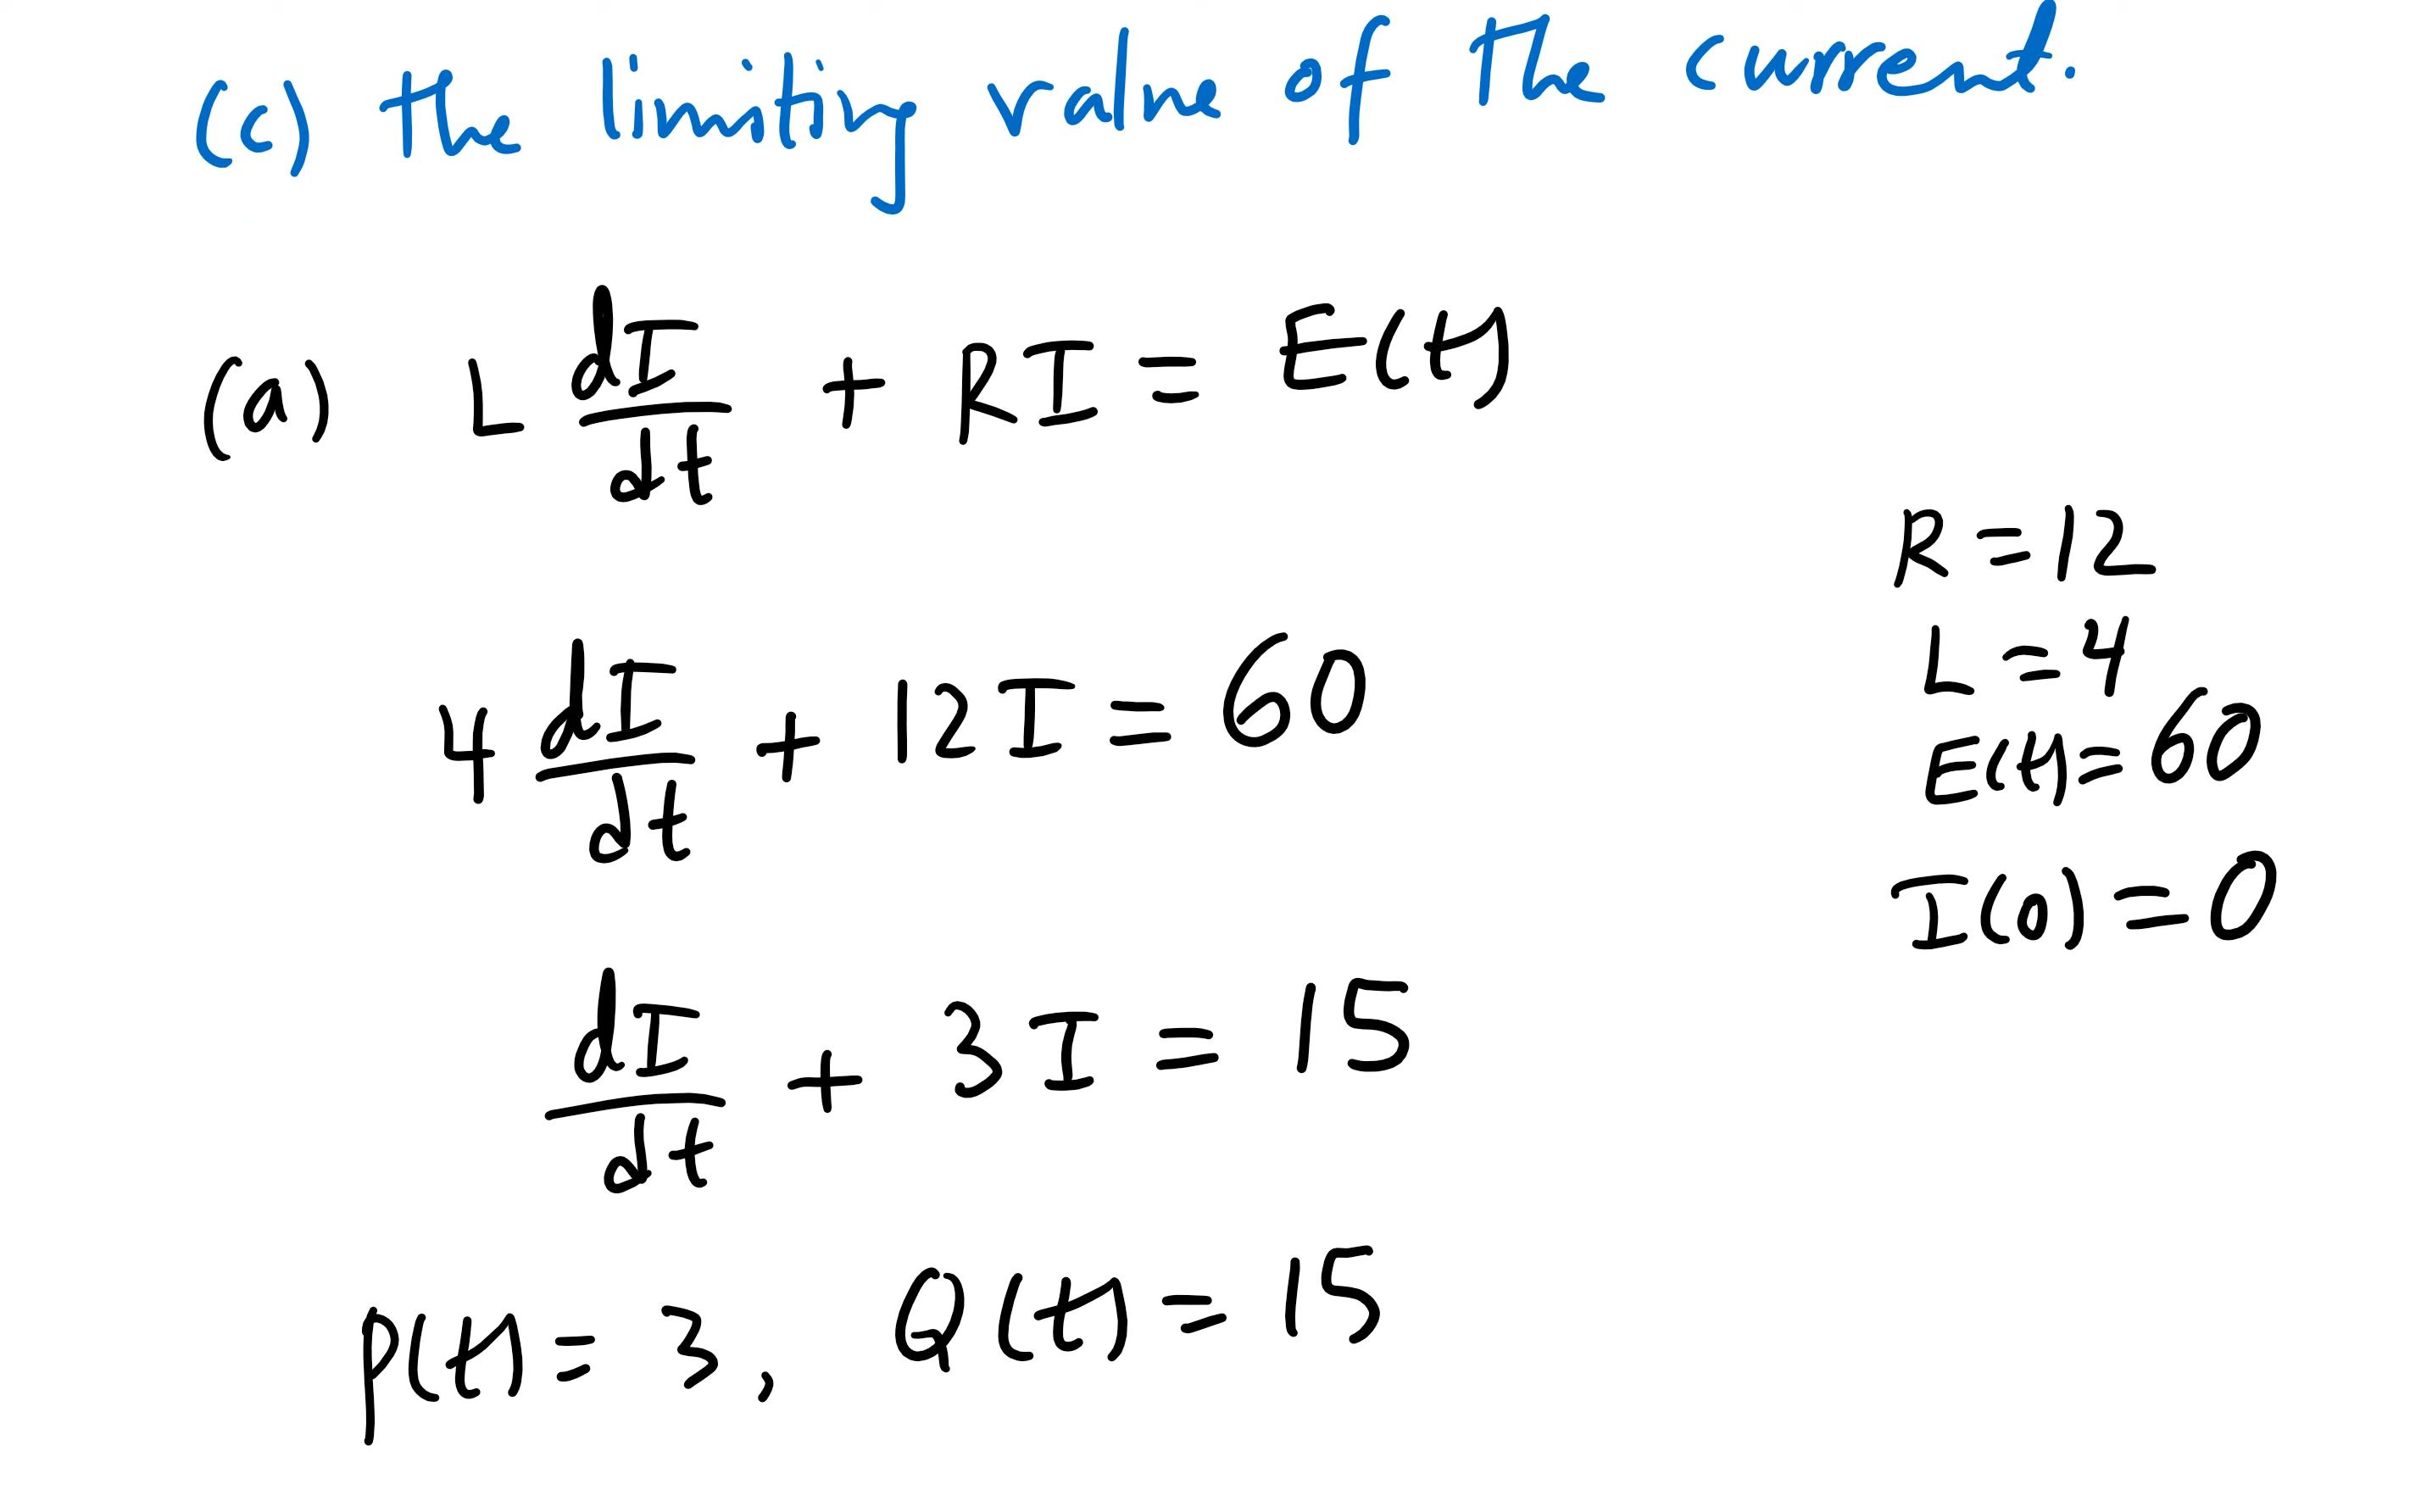 (c) the limiting value of the current.
(a) L dI/dt + RI = E(t)
R = 12
L = 4
4 dI/dt + 12I = 60
E(t) = 60
I(0) = 0
dI/dt + 3I = 15
P(t) = 3, Q(t) = 15